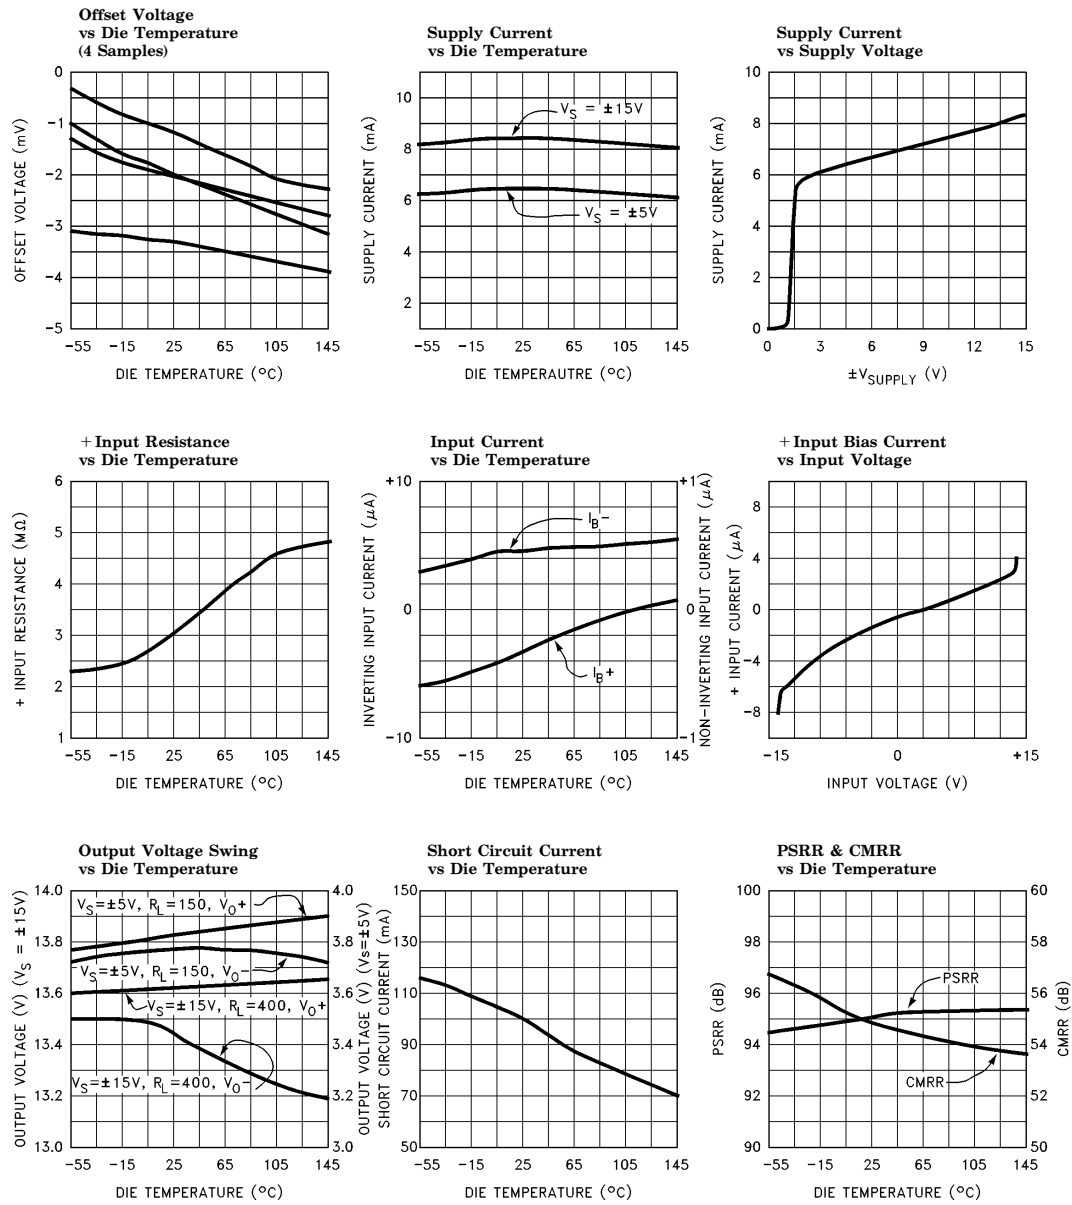 Offset Voltage
vs Die Temperature
(4 Samples)
OFFSET VOLTAGE (mV)
0
−1
−2
−3
−4
−5
−55 −15 25 65 105 145
DIE TEMPERATURE (°C)
Supply Current
vs Die Temperature
SUPPLY CURRENT (mA)
10
8
6
4
2
V_S = ±15V
V_S = ±5V
−55 −15 25 65 105 145
DIE TEMPERAUTRE (°C)
Supply Current
vs Supply Voltage
SUPPLY CURRENT (mA)
10
8
6
4
2
0
0 3 6 9 12 15
±V_SUPPLY (V)
+Input Resistance
vs Die Temperature
+ INPUT RESISTANCE (MΩ)
6
5
4
3
2
1
−55 −15 25 65 105 145
DIE TEMPERATURE (°C)
Input Current
vs Die Temperature
INVERTING INPUT CURRENT (μA)
+10
0
−10
I_B−
I_B+
+1
0
−1
NON−INVERTING INPUT CURRENT (μA)
−55 −15 25 65 105 145
DIE TEMPERATURE (°C)
+Input Bias Current
vs Input Voltage
+ INPUT CURRENT (μA)
8
4
0
−4
−8
−15 0 +15
INPUT VOLTAGE (V)
Output Voltage Swing
vs Die Temperature
OUTPUT VOLTAGE (V) (V_S = ±15V)
14.0
13.8
13.6
13.4
13.2
13.0
V_S=±5V, R_L=150, V_O+
V_S=±5V, R_L=150, V_O−
V_S=±15V, R_L=400, V_O+
V_S=±15V, R_L=400, V_O−
4.0
3.8
3.6
3.4
3.2
3.0
OUTPUT VOLTAGE (V) (Vs=±5V)
−55 −15 25 65 105 145
DIE TEMPERATURE (°C)
Short Circuit Current
vs Die Temperature
SHORT CIRCUIT CURRENT (mA)
150
130
110
90
70
50
−55 −15 25 65 105 145
DIE TEMPERATURE (°C)
PSRR & CMRR
vs Die Temperature
PSRR (dB)
100
98
96
94
92
90
PSRR
CMRR
60
58
56
54
52
50
CMRR (dB)
−55 −15 25 65 105 145
DIE TEMPERATURE (°C)